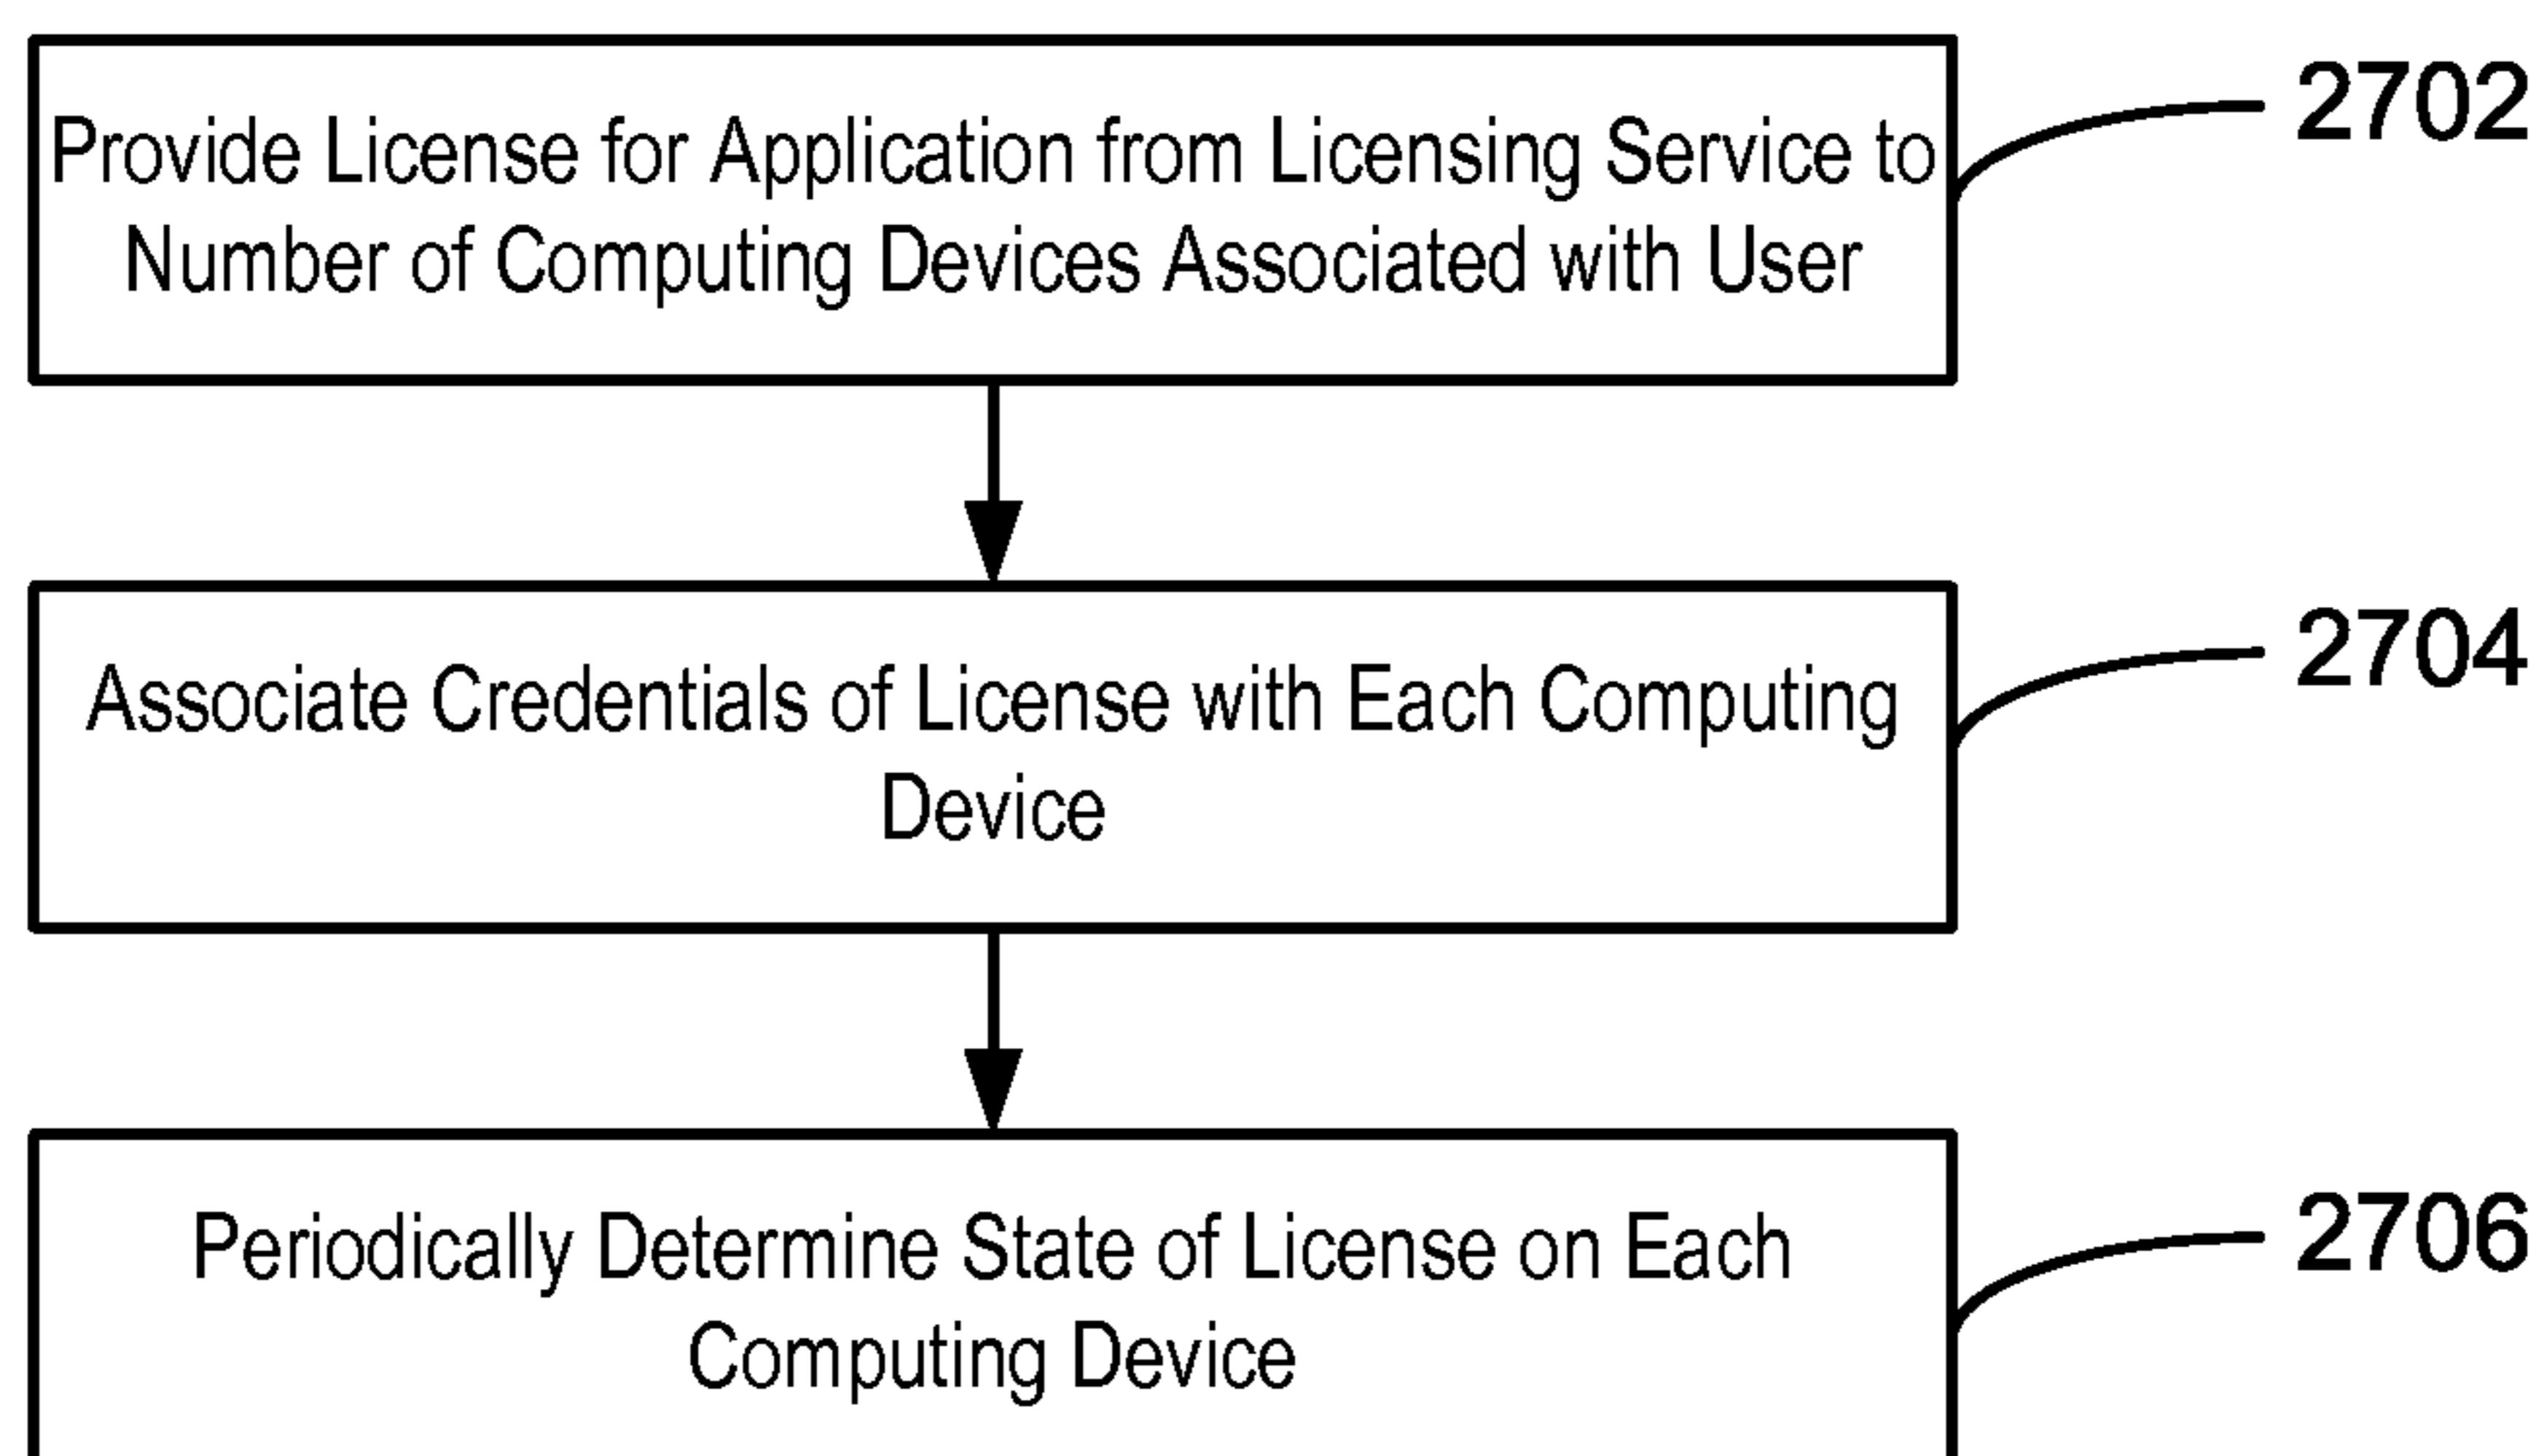 Provide License for Application from Licensing Service to
Number of Computing Devices Associated with User
2702
Associate Credentials of License with Each Computing
Device
2704
Periodically Determine State of License on Each
Computing Device
2706